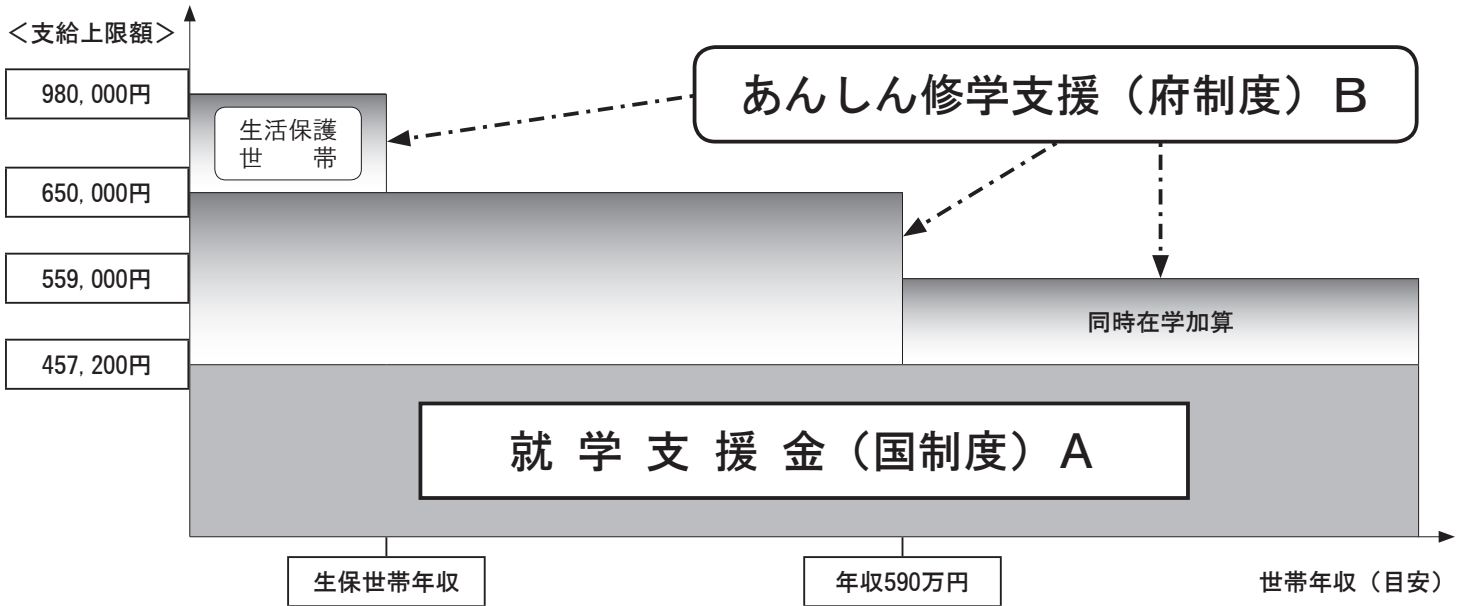 ＜支給上限額＞
980,000円
生活保護
世　帯
あんしん修学支援（府制度）B
650,000円
559,000円
同時在学加算
457,200円
就学支援金（国制度）A
生保世帯年収
年収590万円
世帯年収（目安）